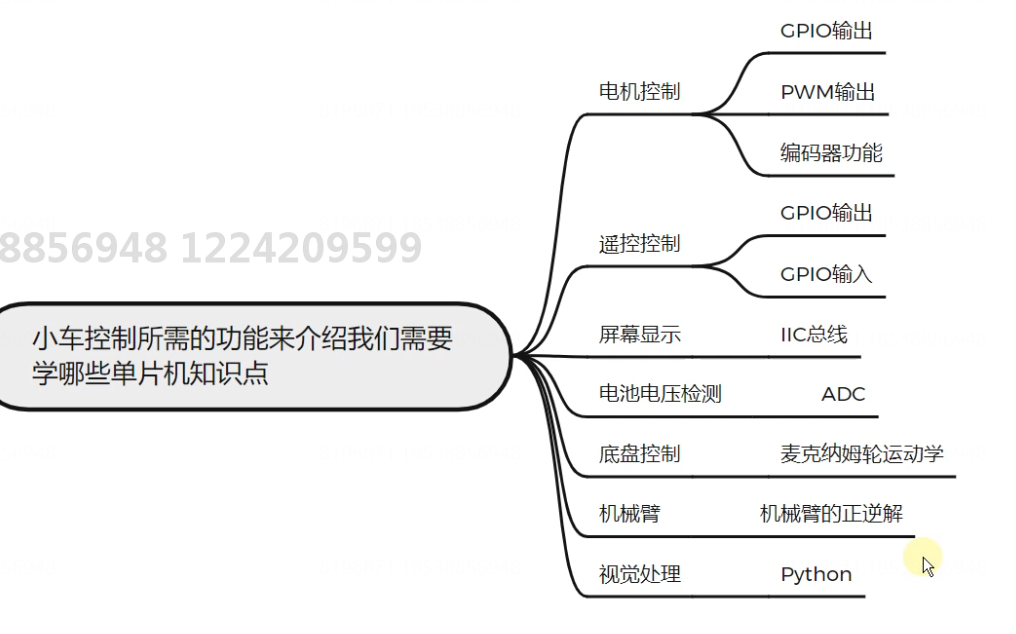 GPIO输出
电机控制
PWM输出
编码器功能
GPIO输出
遥控控制
GPIO输入
8856948 1224209599
小车控制所需的功能来介绍我们需要
学哪些单片机知识点
屏幕显示
IIC总线
电池电压检测
ADC
底盘控制
麦克纳姆轮运动学
机械臂
机械臂的正逆解
视觉处理
Python